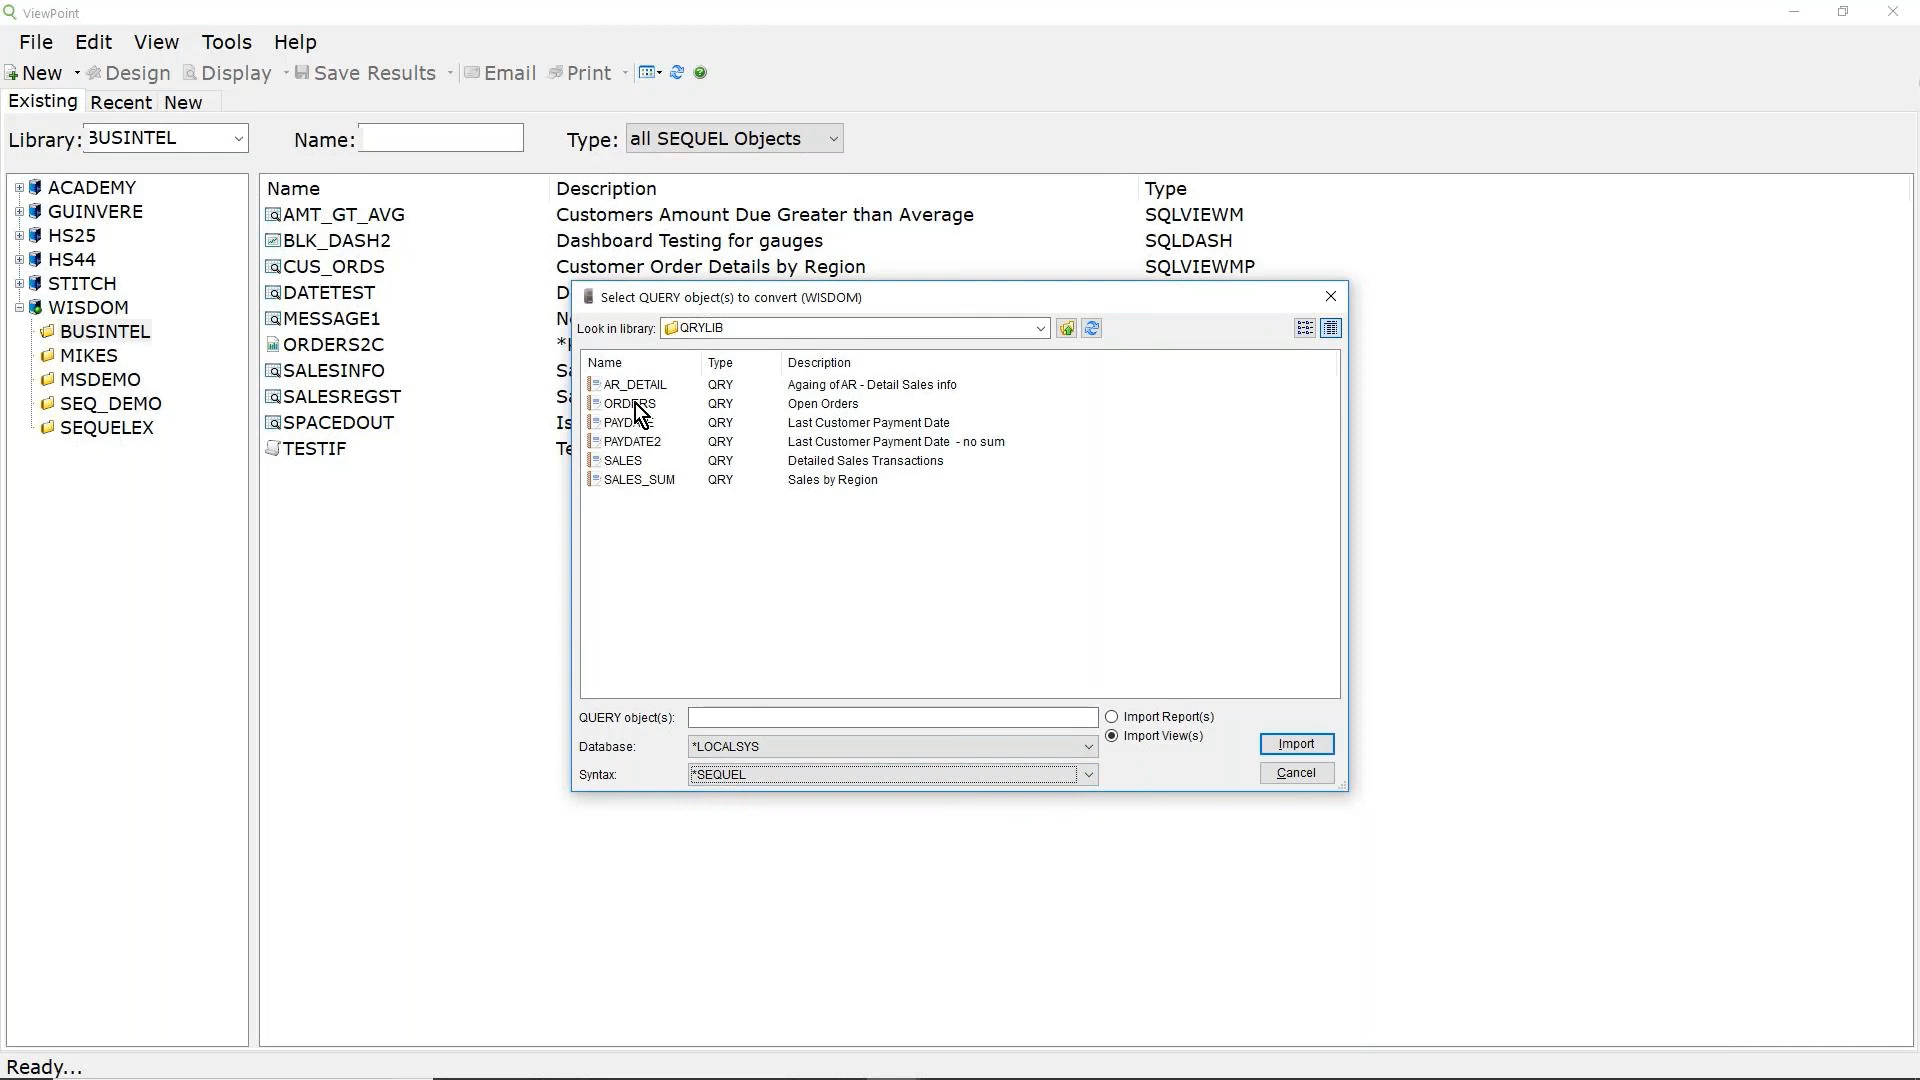 ViewPoint
File Edit View Tools Help
New Design Display Save Results Email Print
Existing Recent New
Library: BUSINTEL Name: Type: all SEQUEL Objects
ACADEMY
GUINVERE
HS25
HS44
STITCH
WISDOM
BUSINTEL
MIKES
MSDEMO
SEQ_DEMO
SEQUELEX
Name Description Type
AMT_GT_AVG Customers Amount Due Greater than Average SQLVIEWM
BLK_DASH2 Dashboard Testing for gauges SQLDASH
CUS_ORDS Customer Order Details by Region SQLVIEWMP
DATETEST D
MESSAGE1
ORDERS2C
SALESINFO Sa
SALESREGST Sa
SPACEDOUT Is
TESTIF Te
Select QUERY object(s) to convert (WISDOM)
Look in library: QRYLIB
Name Type Description
AR_DETAIL QRY Againg of AR - Detail Sales info
ORDERS QRY Open Orders
QRY Last Customer Payment Date
PAYDATE2 QRY Last Customer Payment Date - no sum
SALES QRY Detailed Sales Transactions
SALES_SUM QRY Sales by Region
QUERY object(s): Import Report(s)
Import View(s)
Database: *LOCALSYS Import
Syntax: *SEQUEL Cancel
Ready...